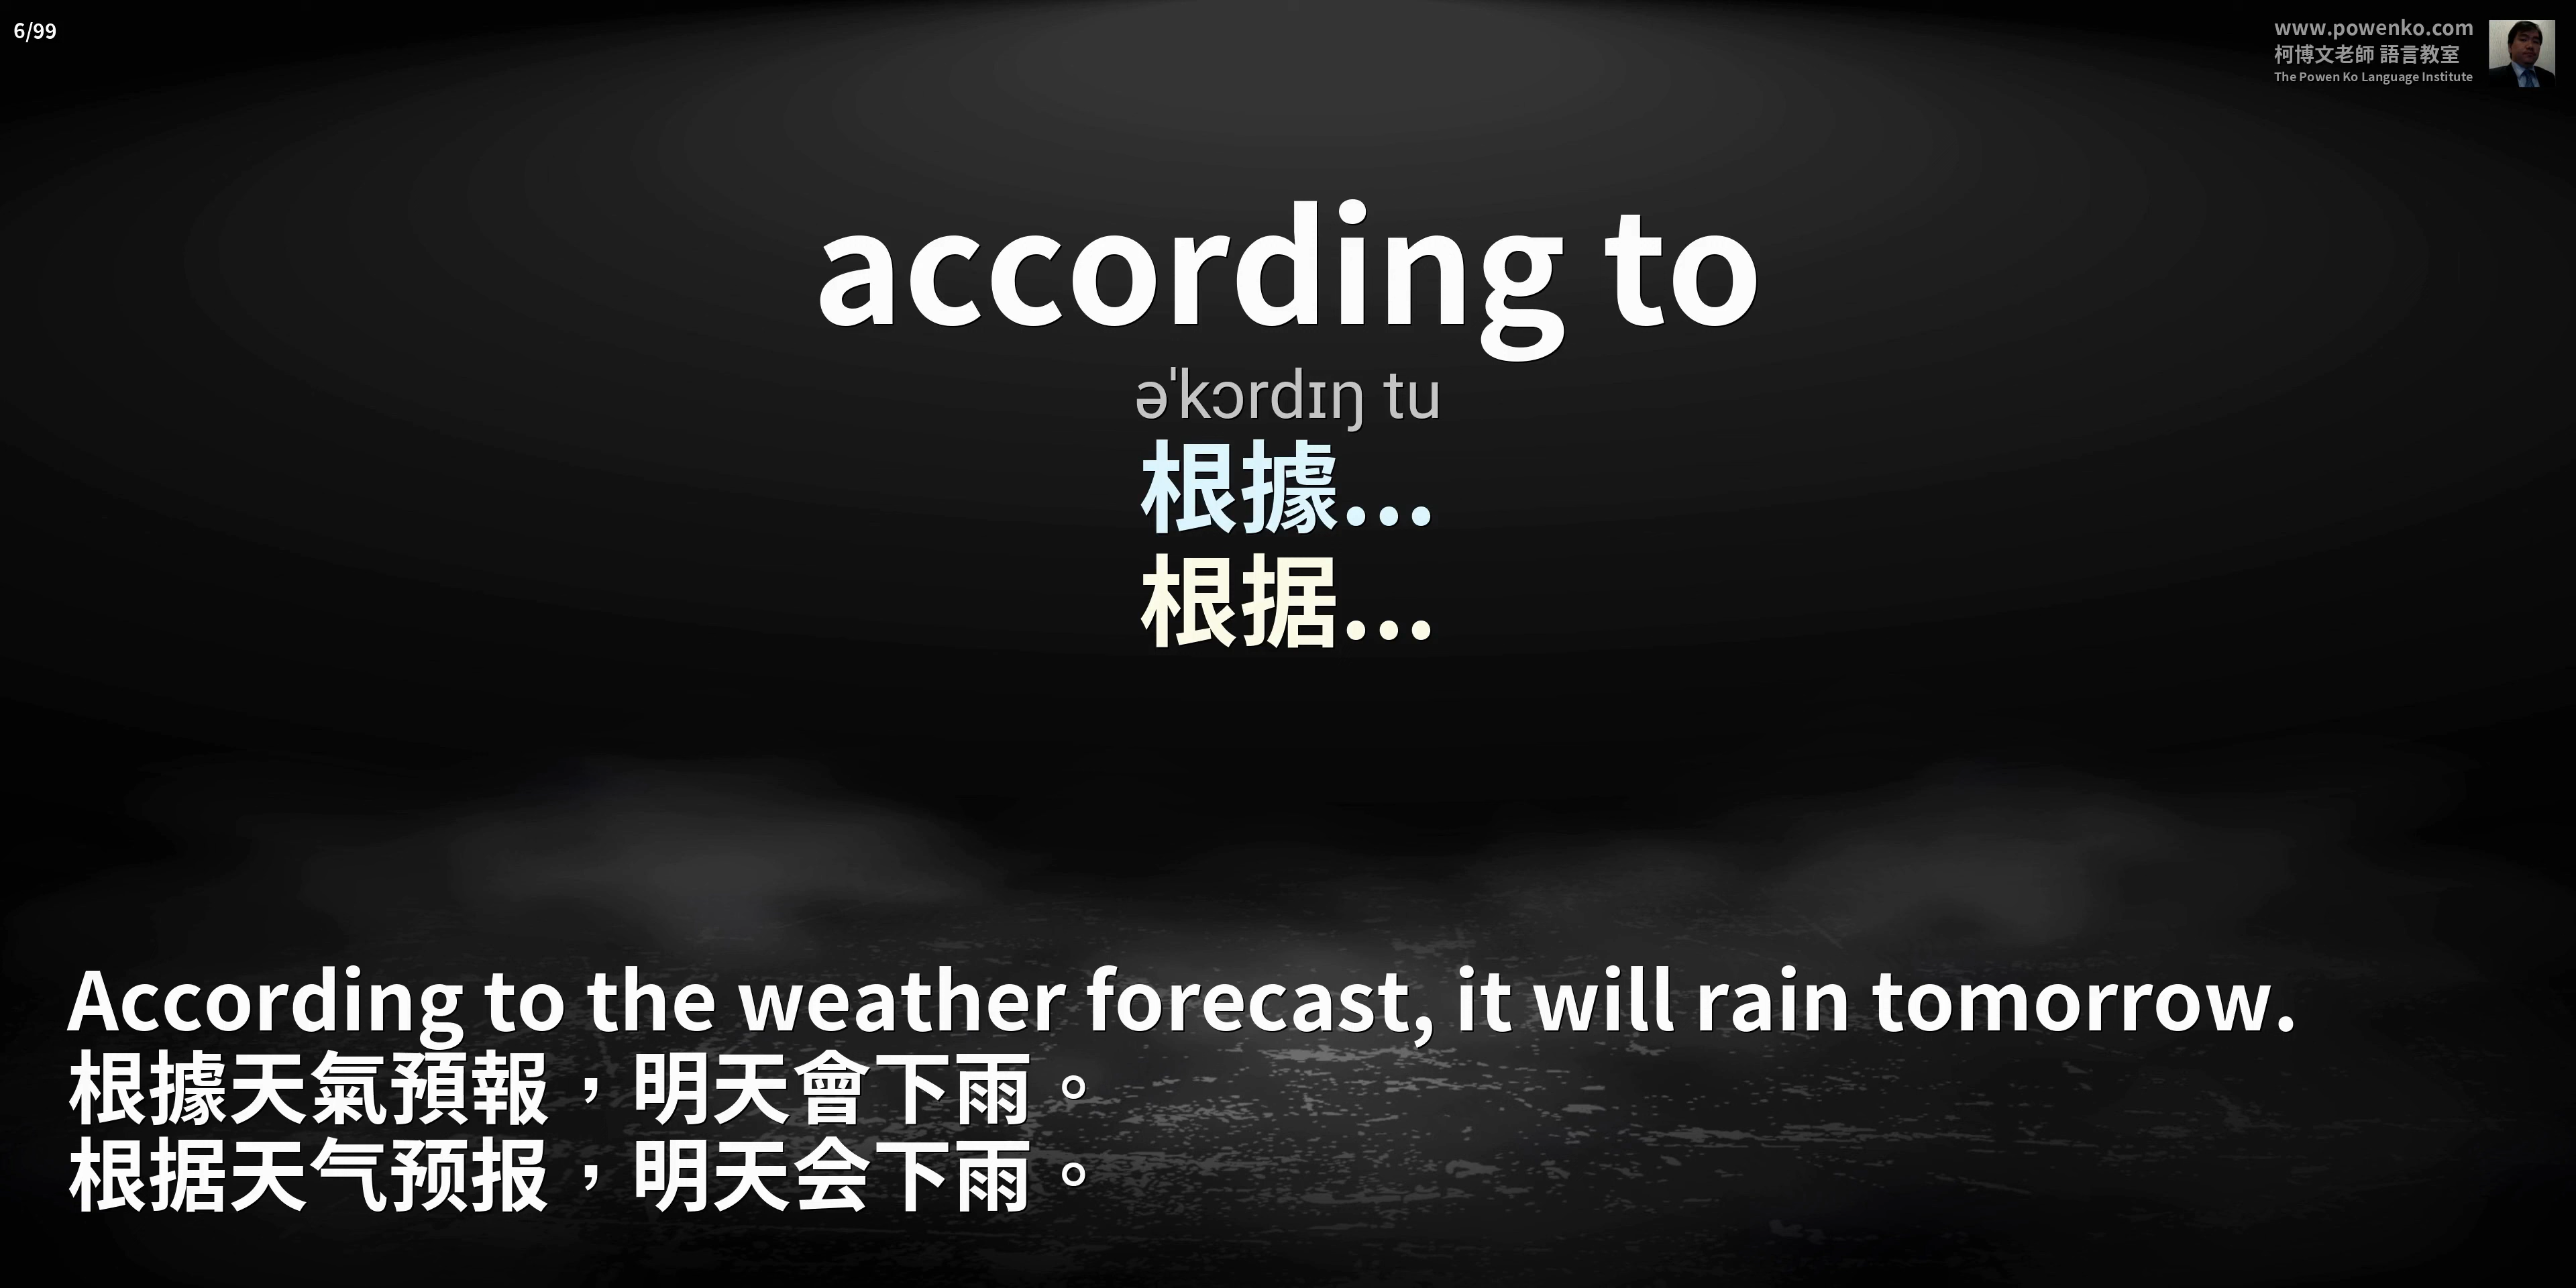 6/99
www.powenko.com
柯博文老師 語言教室
The Powen Ko Language Institute
according to
əˈkɔrdɪŋ tu
根據...
根据...
According to the weather forecast, it will rain tomorrow.
根據天氣預報，明天會下雨。
根据天气预报，明天会下雨。